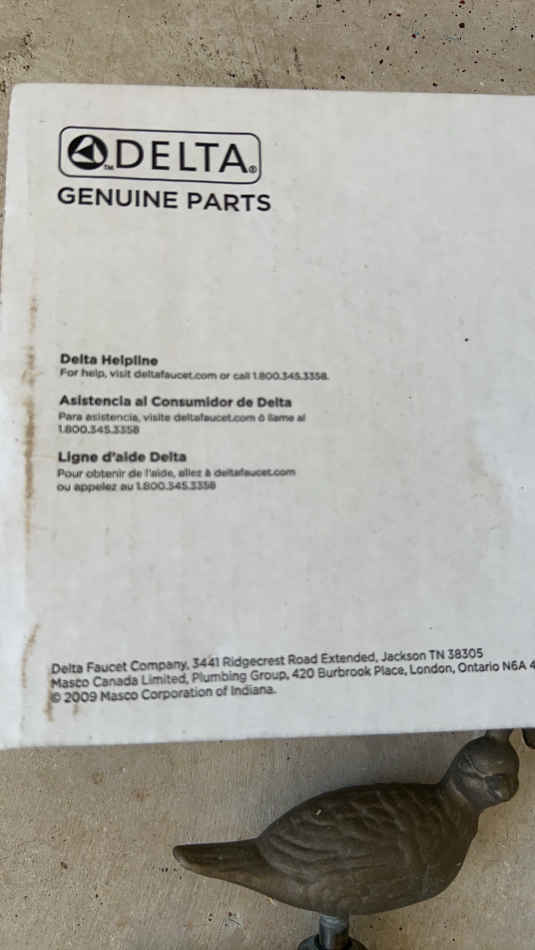 DELTA®
GENUINE PARTS
Delta Helpline
For help, visit deltafaucet.com or call 1.800.345.3358.
Asistencia al Consumidor de Delta
Para asistencia, visite deltafaucet.com ó llame al
1.800.345.3358
Ligne d'aide Delta
Pour obtenir de l'aide, allez à deltafaucet.com
ou appelez au 1.800.345.3358
Delta Faucet Company, 3441 Ridgecrest Road Extended, Jackson TN 38305
Masco Canada Limited, Plumbing Group, 420 Burbrook Place, London, Ontario N6A 4
© 2009 Masco Corporation of Indiana.